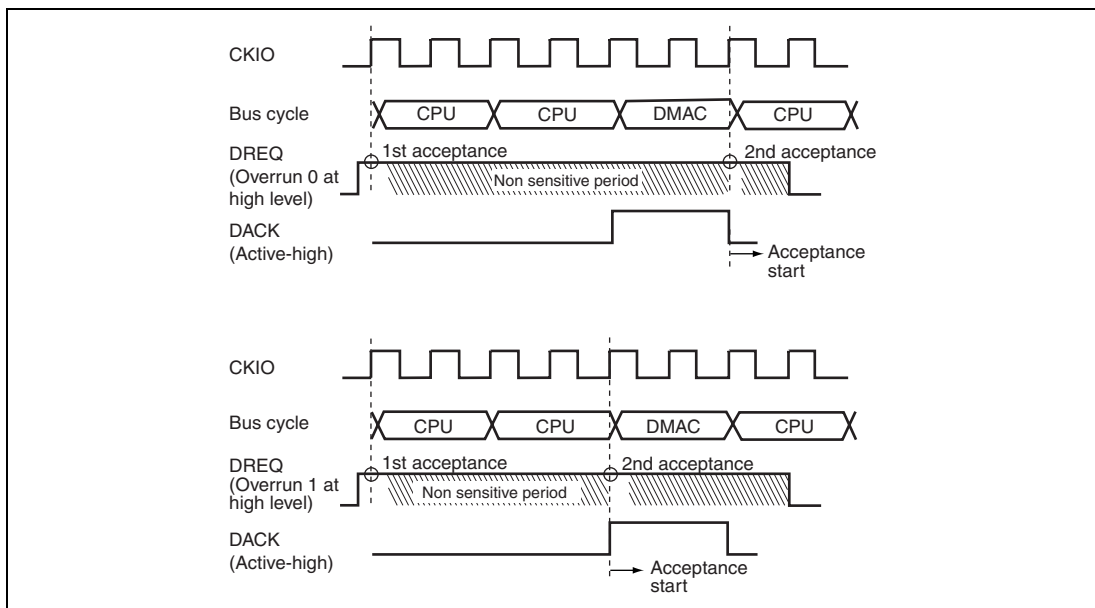 CKIO
Bus cycle
CPU CPU DMAC CPU
DREQ
(Overrun 0 at
high level)
1st acceptance
2nd acceptance
Non sensitive period
DACK
(Active-high)
Acceptance
start
CKIO
Bus cycle
CPU CPU DMAC CPU
DREQ
(Overrun 1 at
high level)
1st acceptance
2nd acceptance
Non sensitive period
DACK
(Active-high)
Acceptance
start